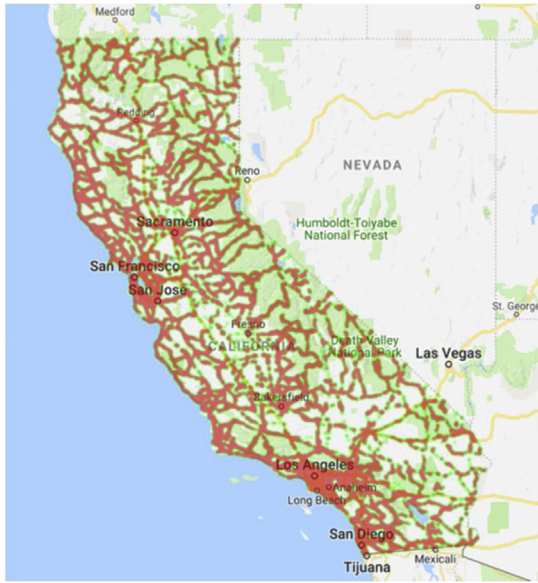 Medford
Redding
Reno
NEVADA
Sacramento
Humboldt-Toiyabe
National Forest
San Francisco
San Jose
St. George
Fresno
CALIFORNIA
Death Valley
National Park
Las Vegas
Bakersfield
Los Angeles
Anaheim
Long Beach
San Diego
Mexicali
Tijuana